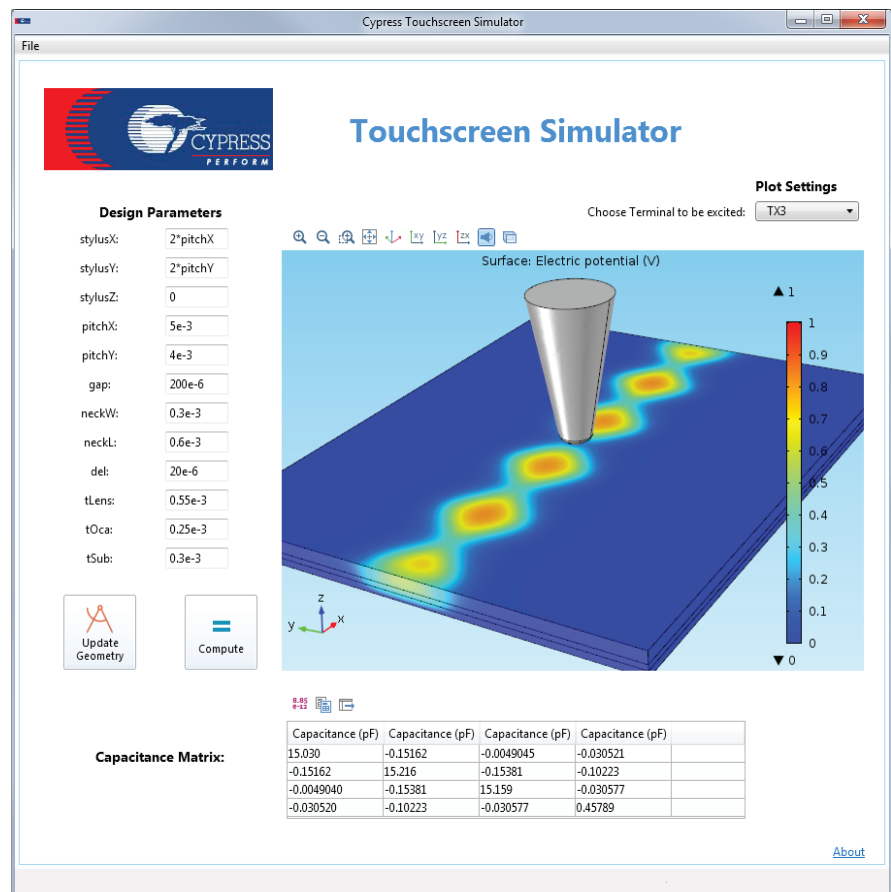 Cypress Touchscreen Simulator
File
CYPRESS
PERFORM
Touchscreen Simulator
Plot Settings
Choose Terminal to be excited: TX3
Design Parameters
stylusX: 2*pitchX
stylusY: 2*pitchY
stylusZ: 0
pitchX: 5e-3
pitchY: 4e-3
gap: 200e-6
neckW: 0.3e-3
neckL: 0.6e-3
del: 20e-6
tLens: 0.55e-3
tOca: 0.25e-3
tSub: 0.3e-3
Update
Geometry
Compute
xy yz zx
Surface: Electric potential (V)
▲ 1
1
0.9
0.8
0.7
0.6
0.5
0.4
0.3
0.2
0.1
0
▼ 0
z
y
x
8.85
e-12
Capacitance Matrix:
Capacitance (pF) Capacitance (pF) Capacitance (pF) Capacitance (pF)
15.030 -0.15162 -0.0049045 -0.030521
-0.15162 15.216 -0.15381 -0.10223
-0.0049040 -0.15381 15.159 -0.030577
-0.030520 -0.10223 -0.030577 0.45789
About